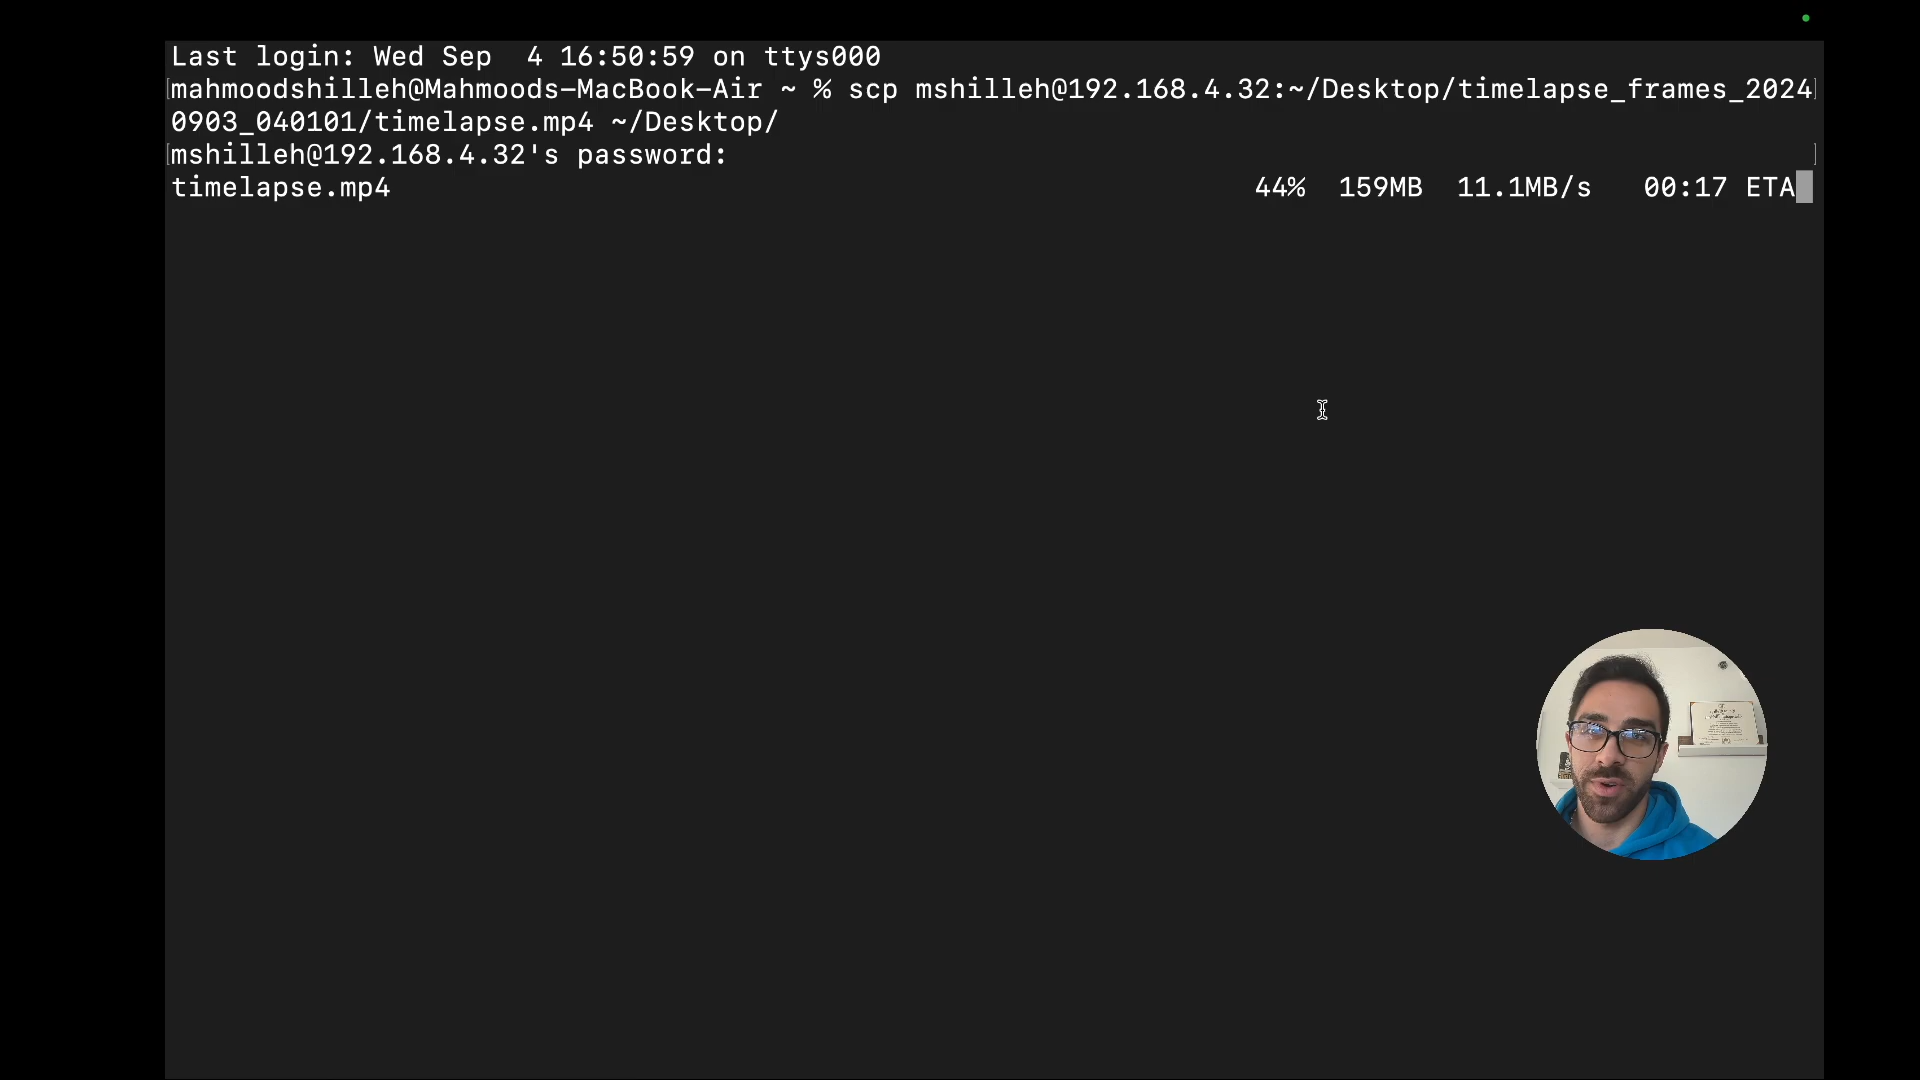 Last login: Wed Sep  4 16:50:59 on ttys000
[mahmoodshilleh@Mahmoods-MacBook-Air ~ % scp mshilleh@192.168.4.32:~/Desktop/timelapse_frames_2024]
0903_040101/timelapse.mp4 ~/Desktop/
[mshilleh@192.168.4.32's password: ]
timelapse.mp4 44% 159MB 11.1MB/s 00:17 ETA